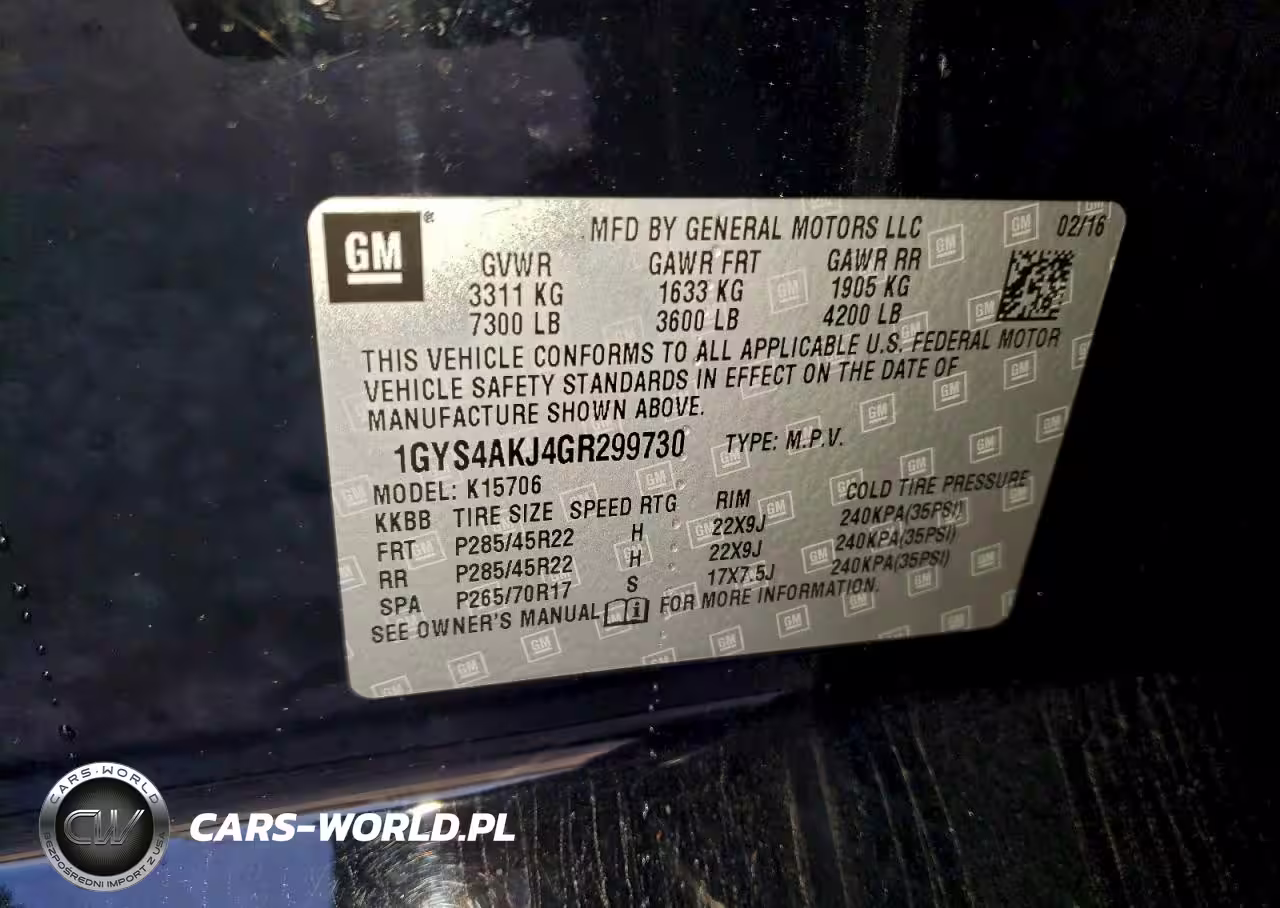 GM
MFD BY GENERAL MOTORS LLC 02/16
GVWR GAWR FRT GAWR RR
3311 KG 1633 KG 1905 KG
7300 LB 3600 LB 4200 LB
THIS VEHICLE CONFORMS TO ALL APPLICABLE U.S. FEDERAL MOTOR
VEHICLE SAFETY STANDARDS IN EFFECT ON THE DATE OF
MANUFACTURE SHOWN ABOVE.
1GYS4AKJ4GR299730 TYPE: M.P.V.
MODEL: K15706
KKBB TIRE SIZE SPEED RTG RIM COLD TIRE PRESSURE
FRT P285/45R22 H 22X9J 240KPA(35PSI)
RR P285/45R22 H 22X9J 240KPA(35PSI)
SPA P265/70R17 S 17X7.5J 240KPA(35PSI)
SEE OWNER'S MANUAL FOR MORE INFORMATION.
CARS-WORLD
CW
BEZPOŚREDNI IMPORT Z USA
CARS-WORLD.PL